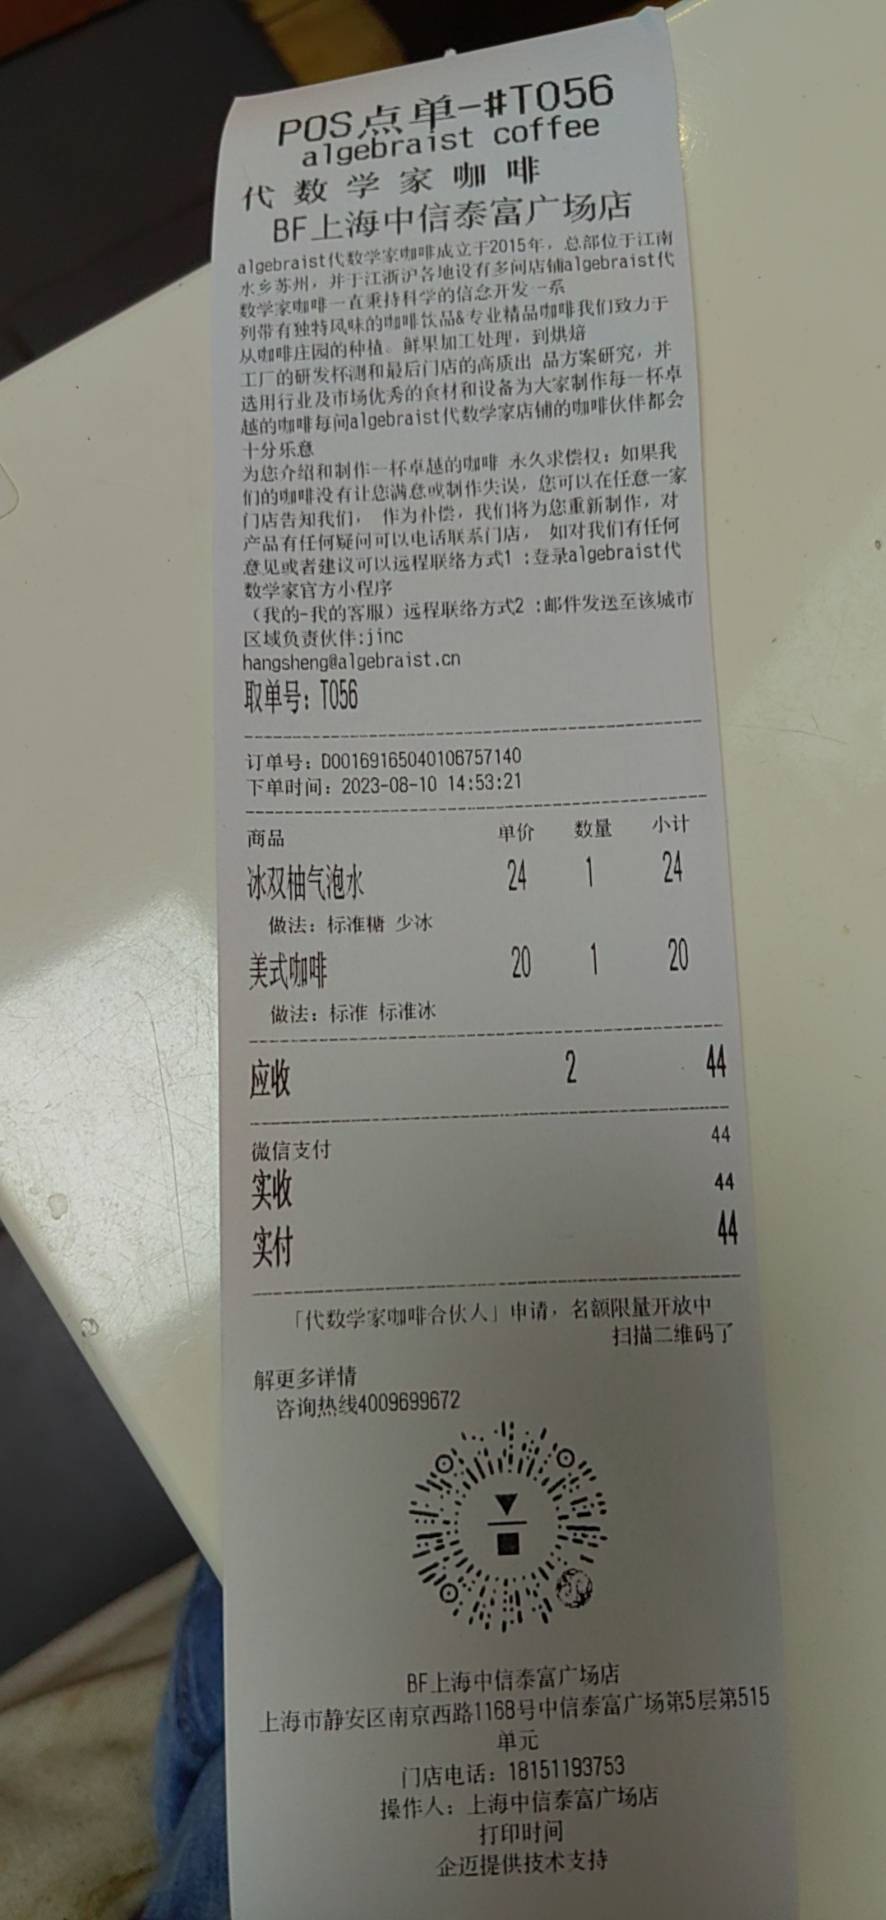 POS点单-#T056
algebraist coffee
代数学家咖啡
BF上海中信泰富广场店
algebraist代数学家咖啡成立于2015年，总部位于江南
水乡苏州，并于江浙沪各地设有多间店铺algebraist代
数学家咖啡一直秉持科学的信念开发一系
列带有独特风味的咖啡饮品&专业精品咖啡我们致力于
从咖啡庄园的种植。鲜果加工处理，到烘焙
工厂的研发杯测和最后门店的高质出 品方案研究，并
选用行业及市场优秀的食材和设备为大家制作每一杯卓
越的咖啡每间algebraist代数学家店铺的咖啡伙伴都会
十分乐意
为您介绍和制作一杯卓越的咖啡 永久求偿权：如果我
们的咖啡没有让您满意或制作失误，您可以在任意一家
门店告知我们， 作为补偿，我们将为您重新制作，对
产品有任何疑问可以电话联系门店， 如对我们有任何
意见或者建议可以远程联络方式1 :登录algebraist代
数学家官方小程序
（我的-我的客服）远程联络方式2 :邮件发送至该城市
区域负责伙伴:jinc
hangsheng@algebraist.cn
取单号：T056
订单号：D00169165040106757140
下单时间：2023-08-10 14:53:21
商品 单价 数量 小计
冰双柚气泡水 24 1 24
做法：标准糖 少冰
美式咖啡 20 1 20
做法：标准 标准冰
应收 2 44
微信支付 44
实收 44
实付 44
「代数学家咖啡合伙人」申请，名额限量开放中
扫描二维码了
解更多详情
咨询热线4009699672
BF上海中信泰富广场店
上海市静安区南京西路1168号中信泰富广场第5层第515
单元
门店电话：18151193753
操作人：上海中信泰富广场店
打印时间
企迈提供技术支持